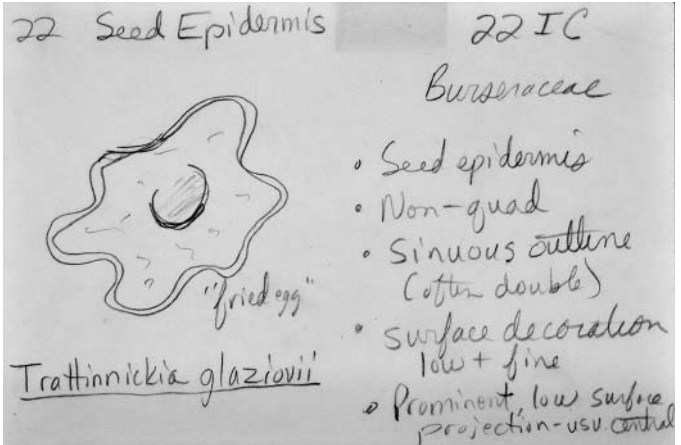 22 Seed Epidermis
"fried egg"
Trattinnickia glaziovii
22 IC
Burseraceae
• Seed epidermis
• Non-quad
• Sinuous outline
(often double)
• surface decoration
low + fine
• Prominent, low surface
projection-usu. central